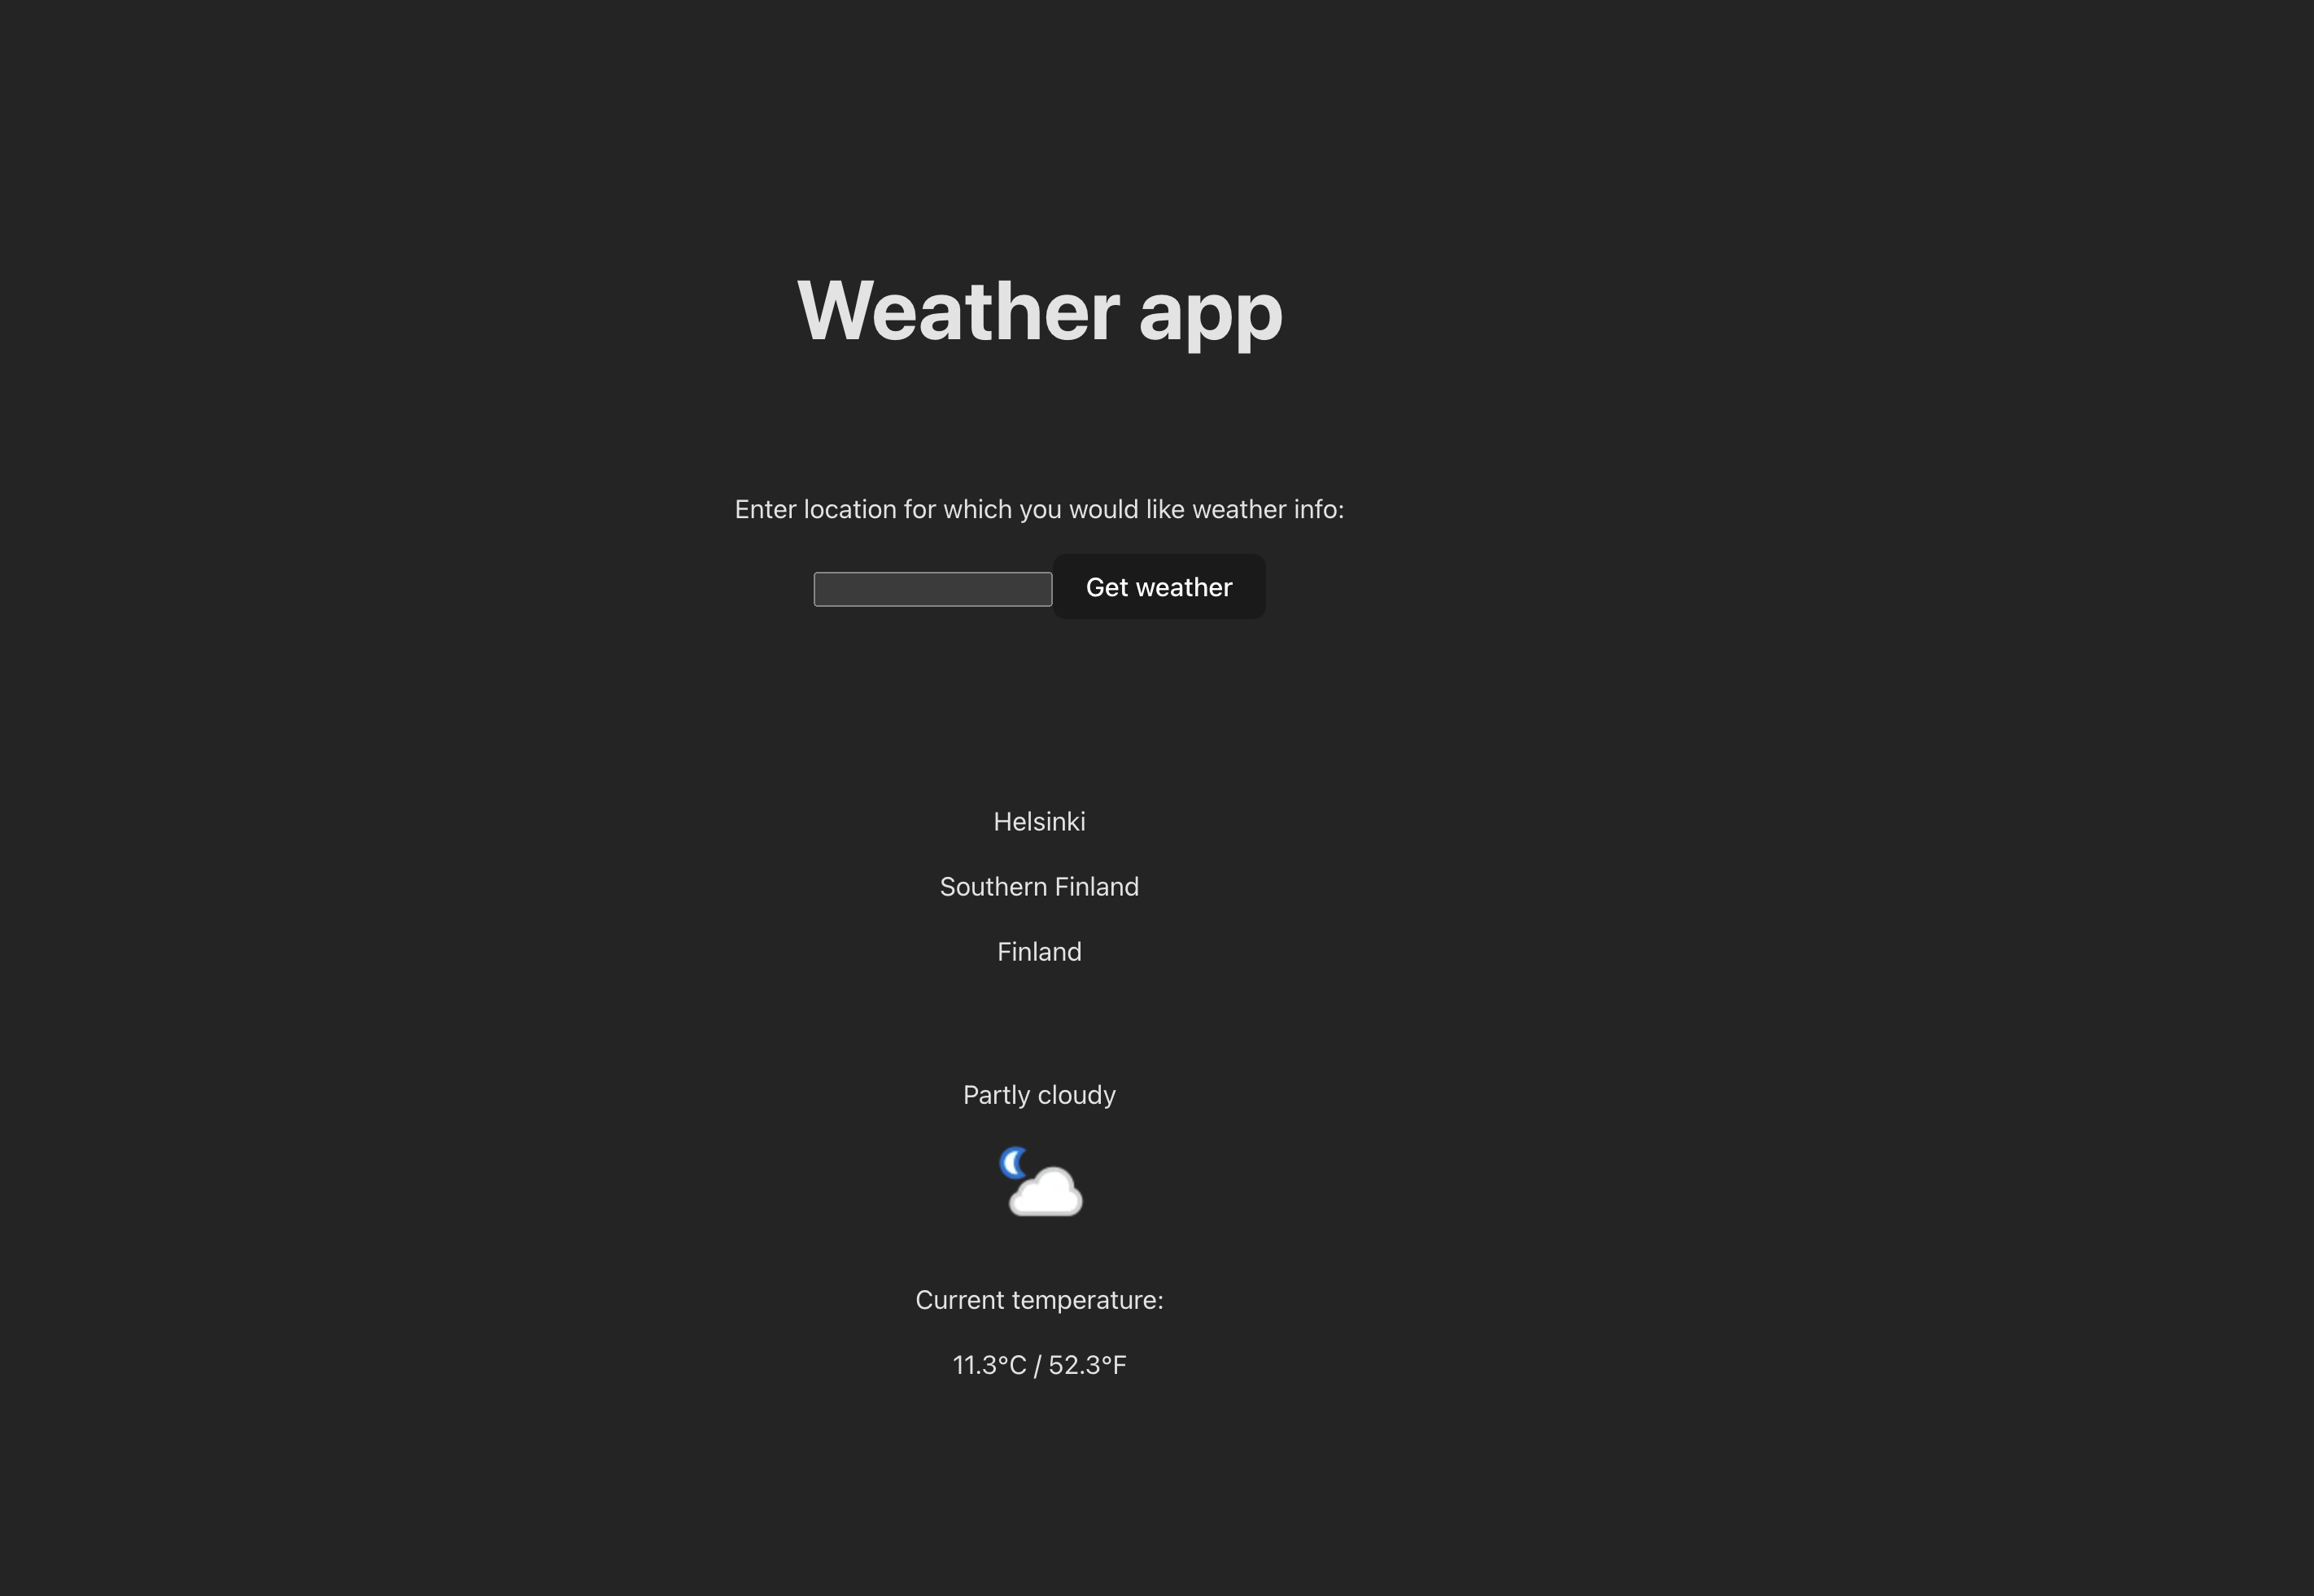 Weather app
Enter location for which you would like weather info:
Get weather
Helsinki
Southern Finland
Finland
Partly cloudy
Current temperature:
11.3°C / 52.3°F